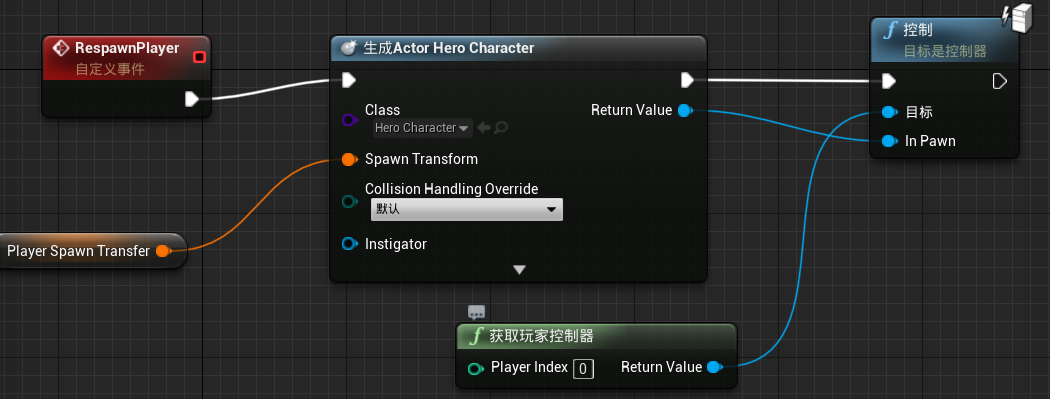 RespawnPlayer
自定义事件
Player Spawn Transfer
生成Actor Hero Character
Class
Hero Character
Return Value
Spawn Transform
Collision Handling Override
默认
Instigator
获取玩家控制器
Player Index 0
Return Value
控制
目标是控制器
目标
In Pawn